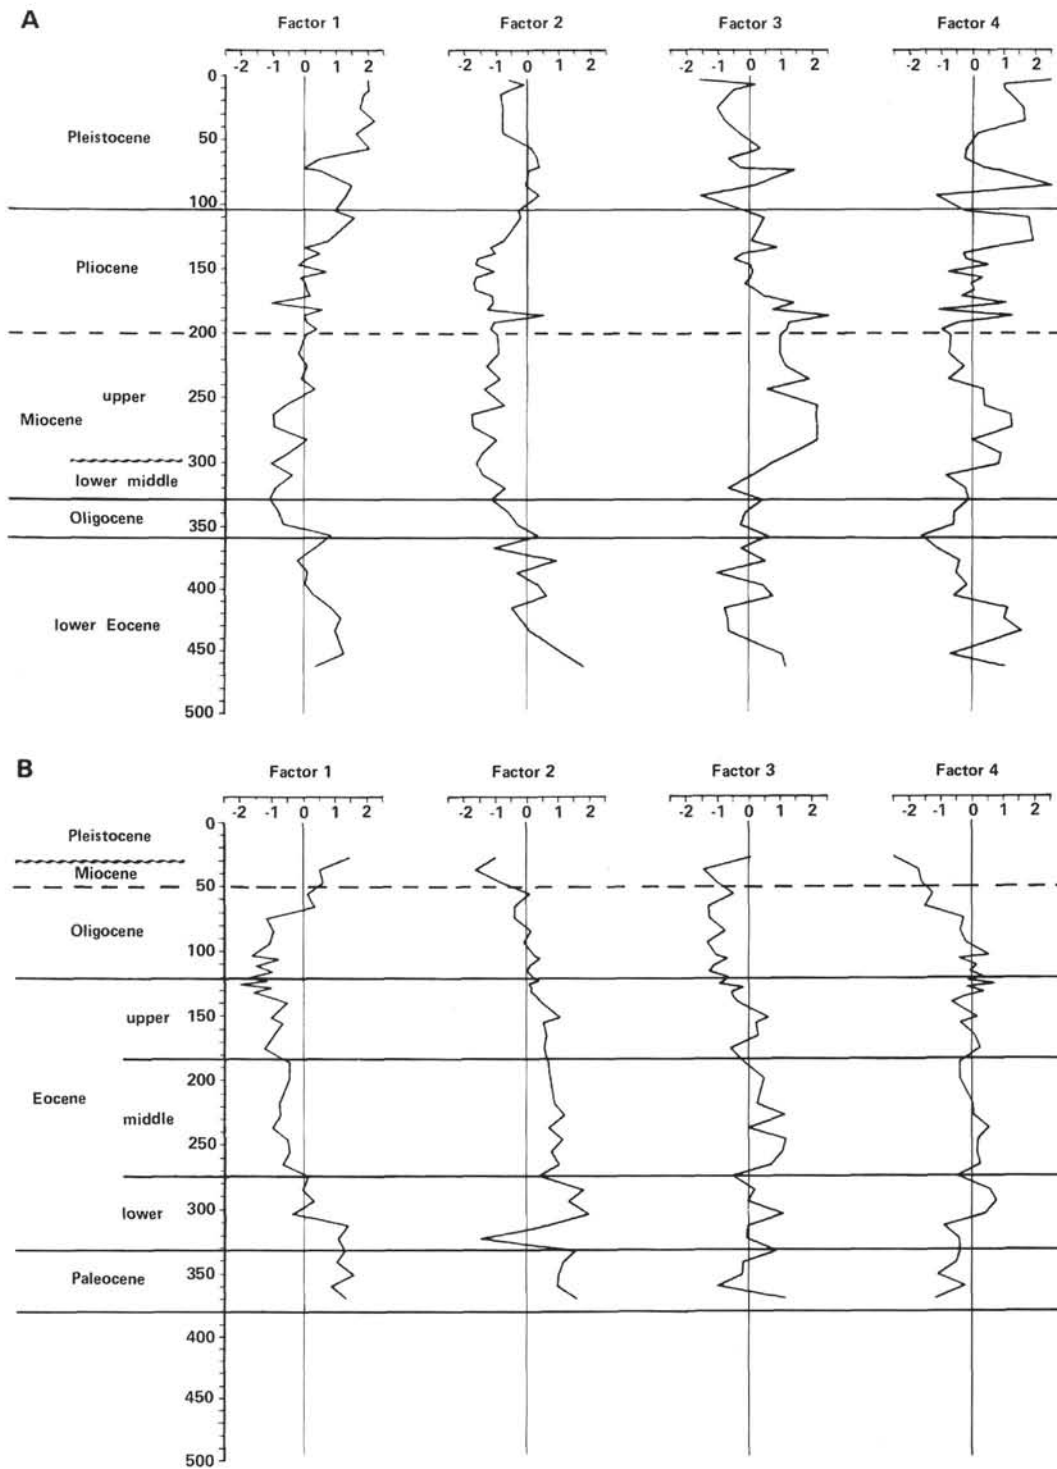 A
Factor 1 Factor 2 Factor 3 Factor 4
-2 -1 0 1 2 -2 -1 0 1 2 -2 -1 0 1 2 -2 -1 0 1 2
0
Pleistocene
50
100
Pliocene
150
200
upper
250
Miocene
300
lower middle
Oligocene
350
400
lower Eocene
450
500
B
Factor 1 Factor 2 Factor 3 Factor 4
-2 -1 0 1 2 -2 -1 0 1 2 -2 -1 0 1 2 -2 -1 0 1 2
0
Pleistocene
Miocene
50
Oligocene
100
upper
150
200
Eocene
middle
250
lower
300
Paleocene
350
400
450
500